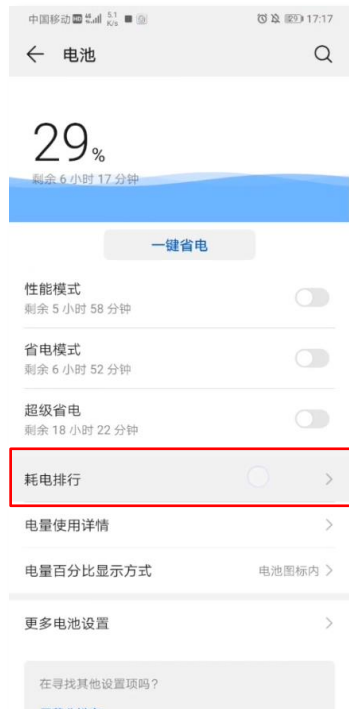 中国移动 HD 4G 5.1 K/s 29 17:17
电池
29%
剩余 6 小时 17 分钟
一键省电
性能模式
剩余 5 小时 58 分钟
省电模式
剩余 6 小时 52 分钟
超级省电
剩余 18 小时 22 分钟
耗电排行
电量使用详情
电量百分比显示方式 电池图标内
更多电池设置
在寻找其他设置项吗?